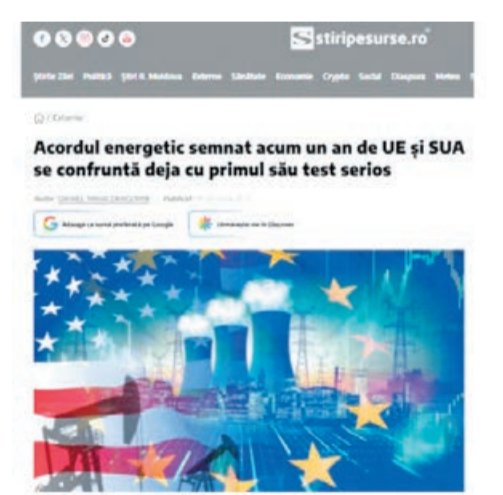 stiripesurse.ro
Știrile Zilei Politică Știri R. Moldova Externe Sănătate Economie Crypto Social Diaspora Meteo
/ Externe
Acordul energetic semnat acum un an de UE și SUA
se confruntă deja cu primul său test serios
Autor: Publicat:
Adaugă ca sursă preferată pe Google
Urmărește-ne în Discover